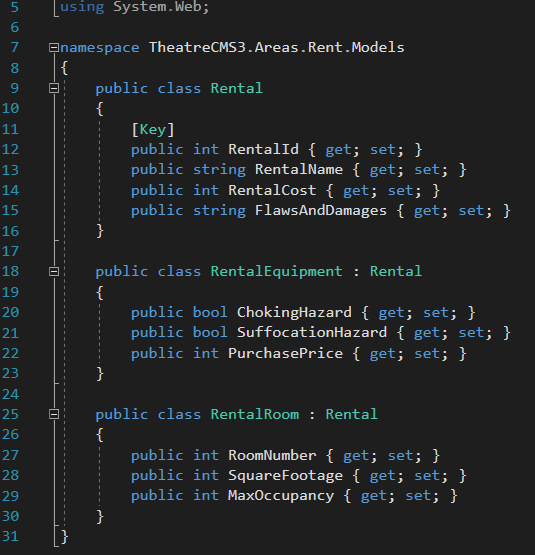 5 using System.Web;
6
7 namespace TheatreCMS3.Areas.Rent.Models
8 {
9     public class Rental
10     {
11         [Key]
12         public int RentalId { get; set; }
13         public string RentalName { get; set; }
14         public int RentalCost { get; set; }
15         public string FlawsAndDamages { get; set; }
16     }
17
18     public class RentalEquipment : Rental
19     {
20         public bool ChokingHazard { get; set; }
21         public bool SuffocationHazard { get; set; }
22         public int PurchasePrice { get; set; }
23     }
24
25     public class RentalRoom : Rental
26     {
27         public int RoomNumber { get; set; }
28         public int SquareFootage { get; set; }
29         public int MaxOccupancy { get; set; }
30     }
31 }